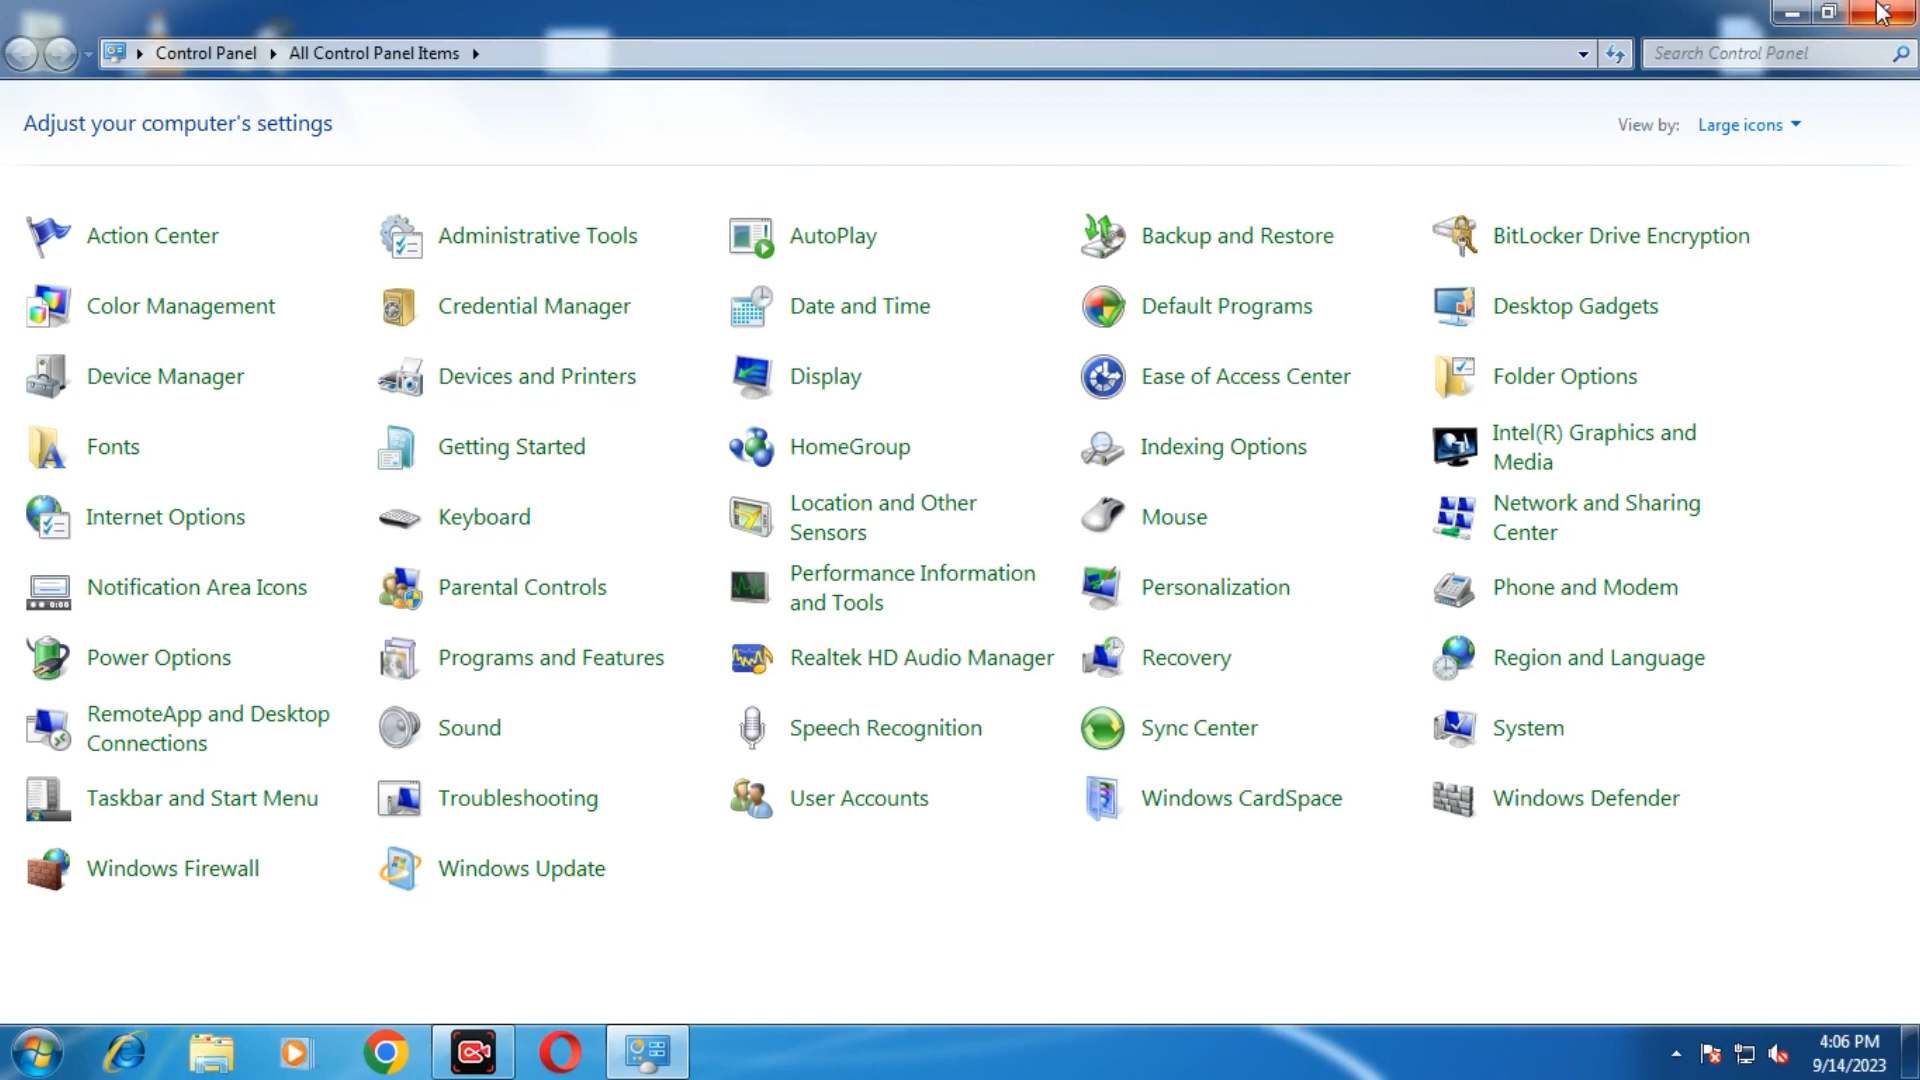 Control Panel All Control Panel Items Search Control Panel
Adjust your computer's settings View by: Large icons
Action Center Administrative Tools AutoPlay Backup and Restore BitLocker Drive Encryption
Color Management Credential Manager Date and Time Default Programs Desktop Gadgets
Device Manager Devices and Printers Display Ease of Access Center Folder Options
Fonts Getting Started HomeGroup Indexing Options Intel(R) Graphics and
Media
Internet Options Keyboard Location and Other
Sensors Mouse Network and Sharing
Center
Notification Area Icons Parental Controls Performance Information
and Tools Personalization Phone and Modem
Power Options Programs and Features Realtek HD Audio Manager Recovery Region and Language
RemoteApp and Desktop
Connections Sound Speech Recognition Sync Center System
Taskbar and Start Menu Troubleshooting User Accounts Windows CardSpace Windows Defender
Windows Firewall Windows Update
4:06 PM
9/14/2023